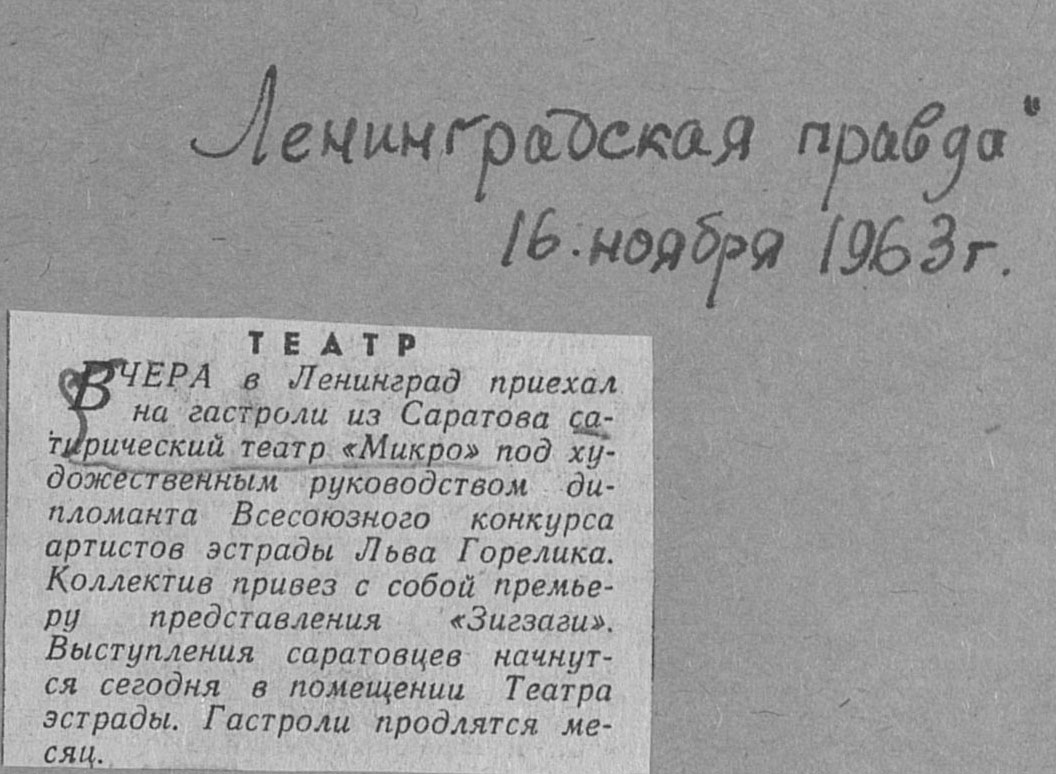 Ленинградская правда"
16 ноября 1963 г.
ТЕАТР
ВЧЕРА в Ленинград приехал
на гастроли из Саратова са-
тирический театр «Микро» под ху-
дожественным руководством ди-
пломанта Всесоюзного конкурса
артистов эстрады Льва Горелика.
Коллектив привез с собой премье-
ру представления «Зигзаги».
Выступления саратовцев начнут-
ся сегодня в помещении Театра
эстрады. Гастроли продлятся ме-
сяц.